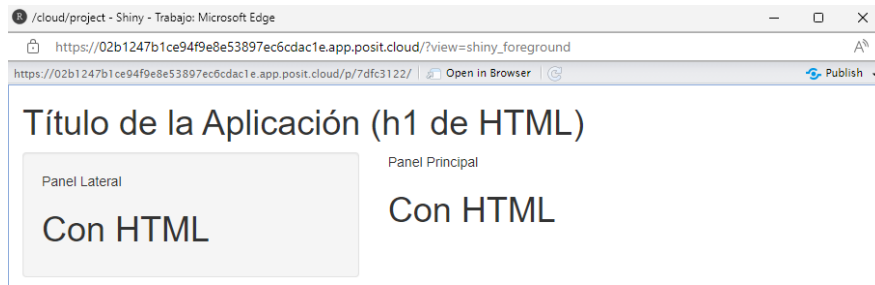 /cloud/project - Shiny - Trabajo: Microsoft Edge
https://02b1247b1ce94f9e8e53897ec6cdac1e.app.posit.cloud/?view=shiny_foreground
https://02b1247b1ce94f9e8e53897ec6cdac1e.app.posit.cloud/p/7dfc3122/ Open in Browser Publish
Título de la Aplicación (h1 de HTML)
Panel Lateral
Con HTML
Panel Principal
Con HTML